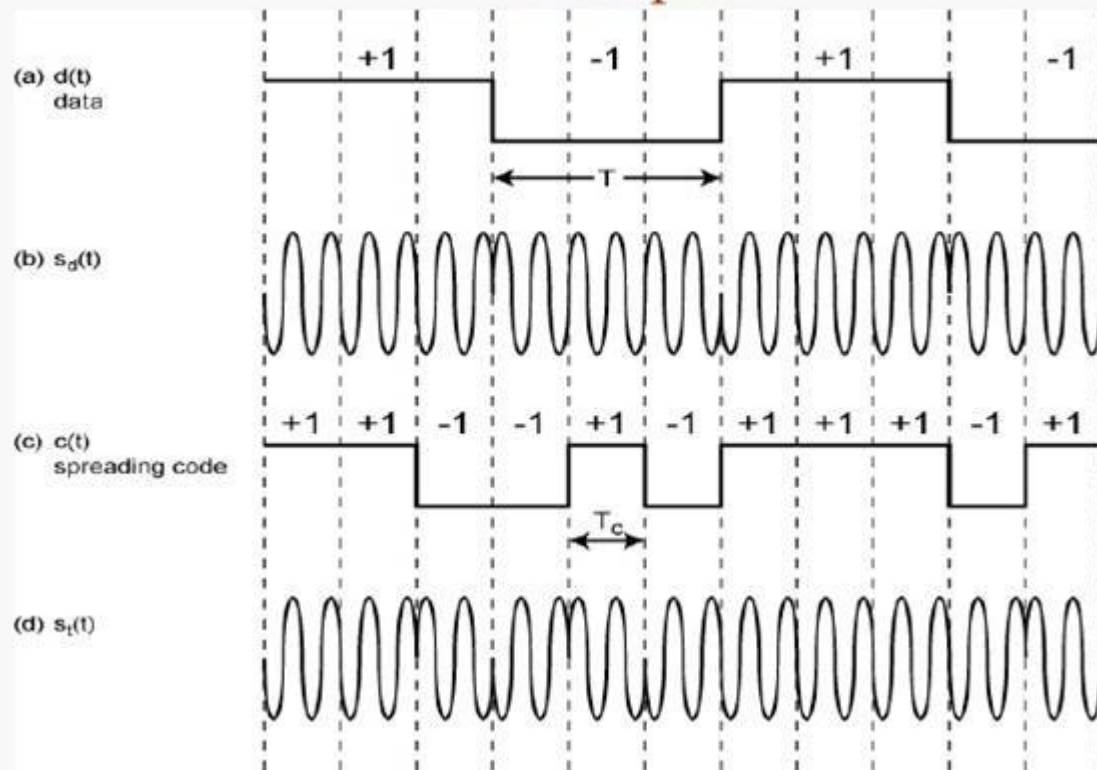 +1 -1 +1 -1
(a) d(t)
data
T
(b) s_d(t)
+1 +1 -1 -1 +1 -1 +1 +1 +1 -1 +1
(c) c(t)
spreading code
T_c
(d) s_t(t)